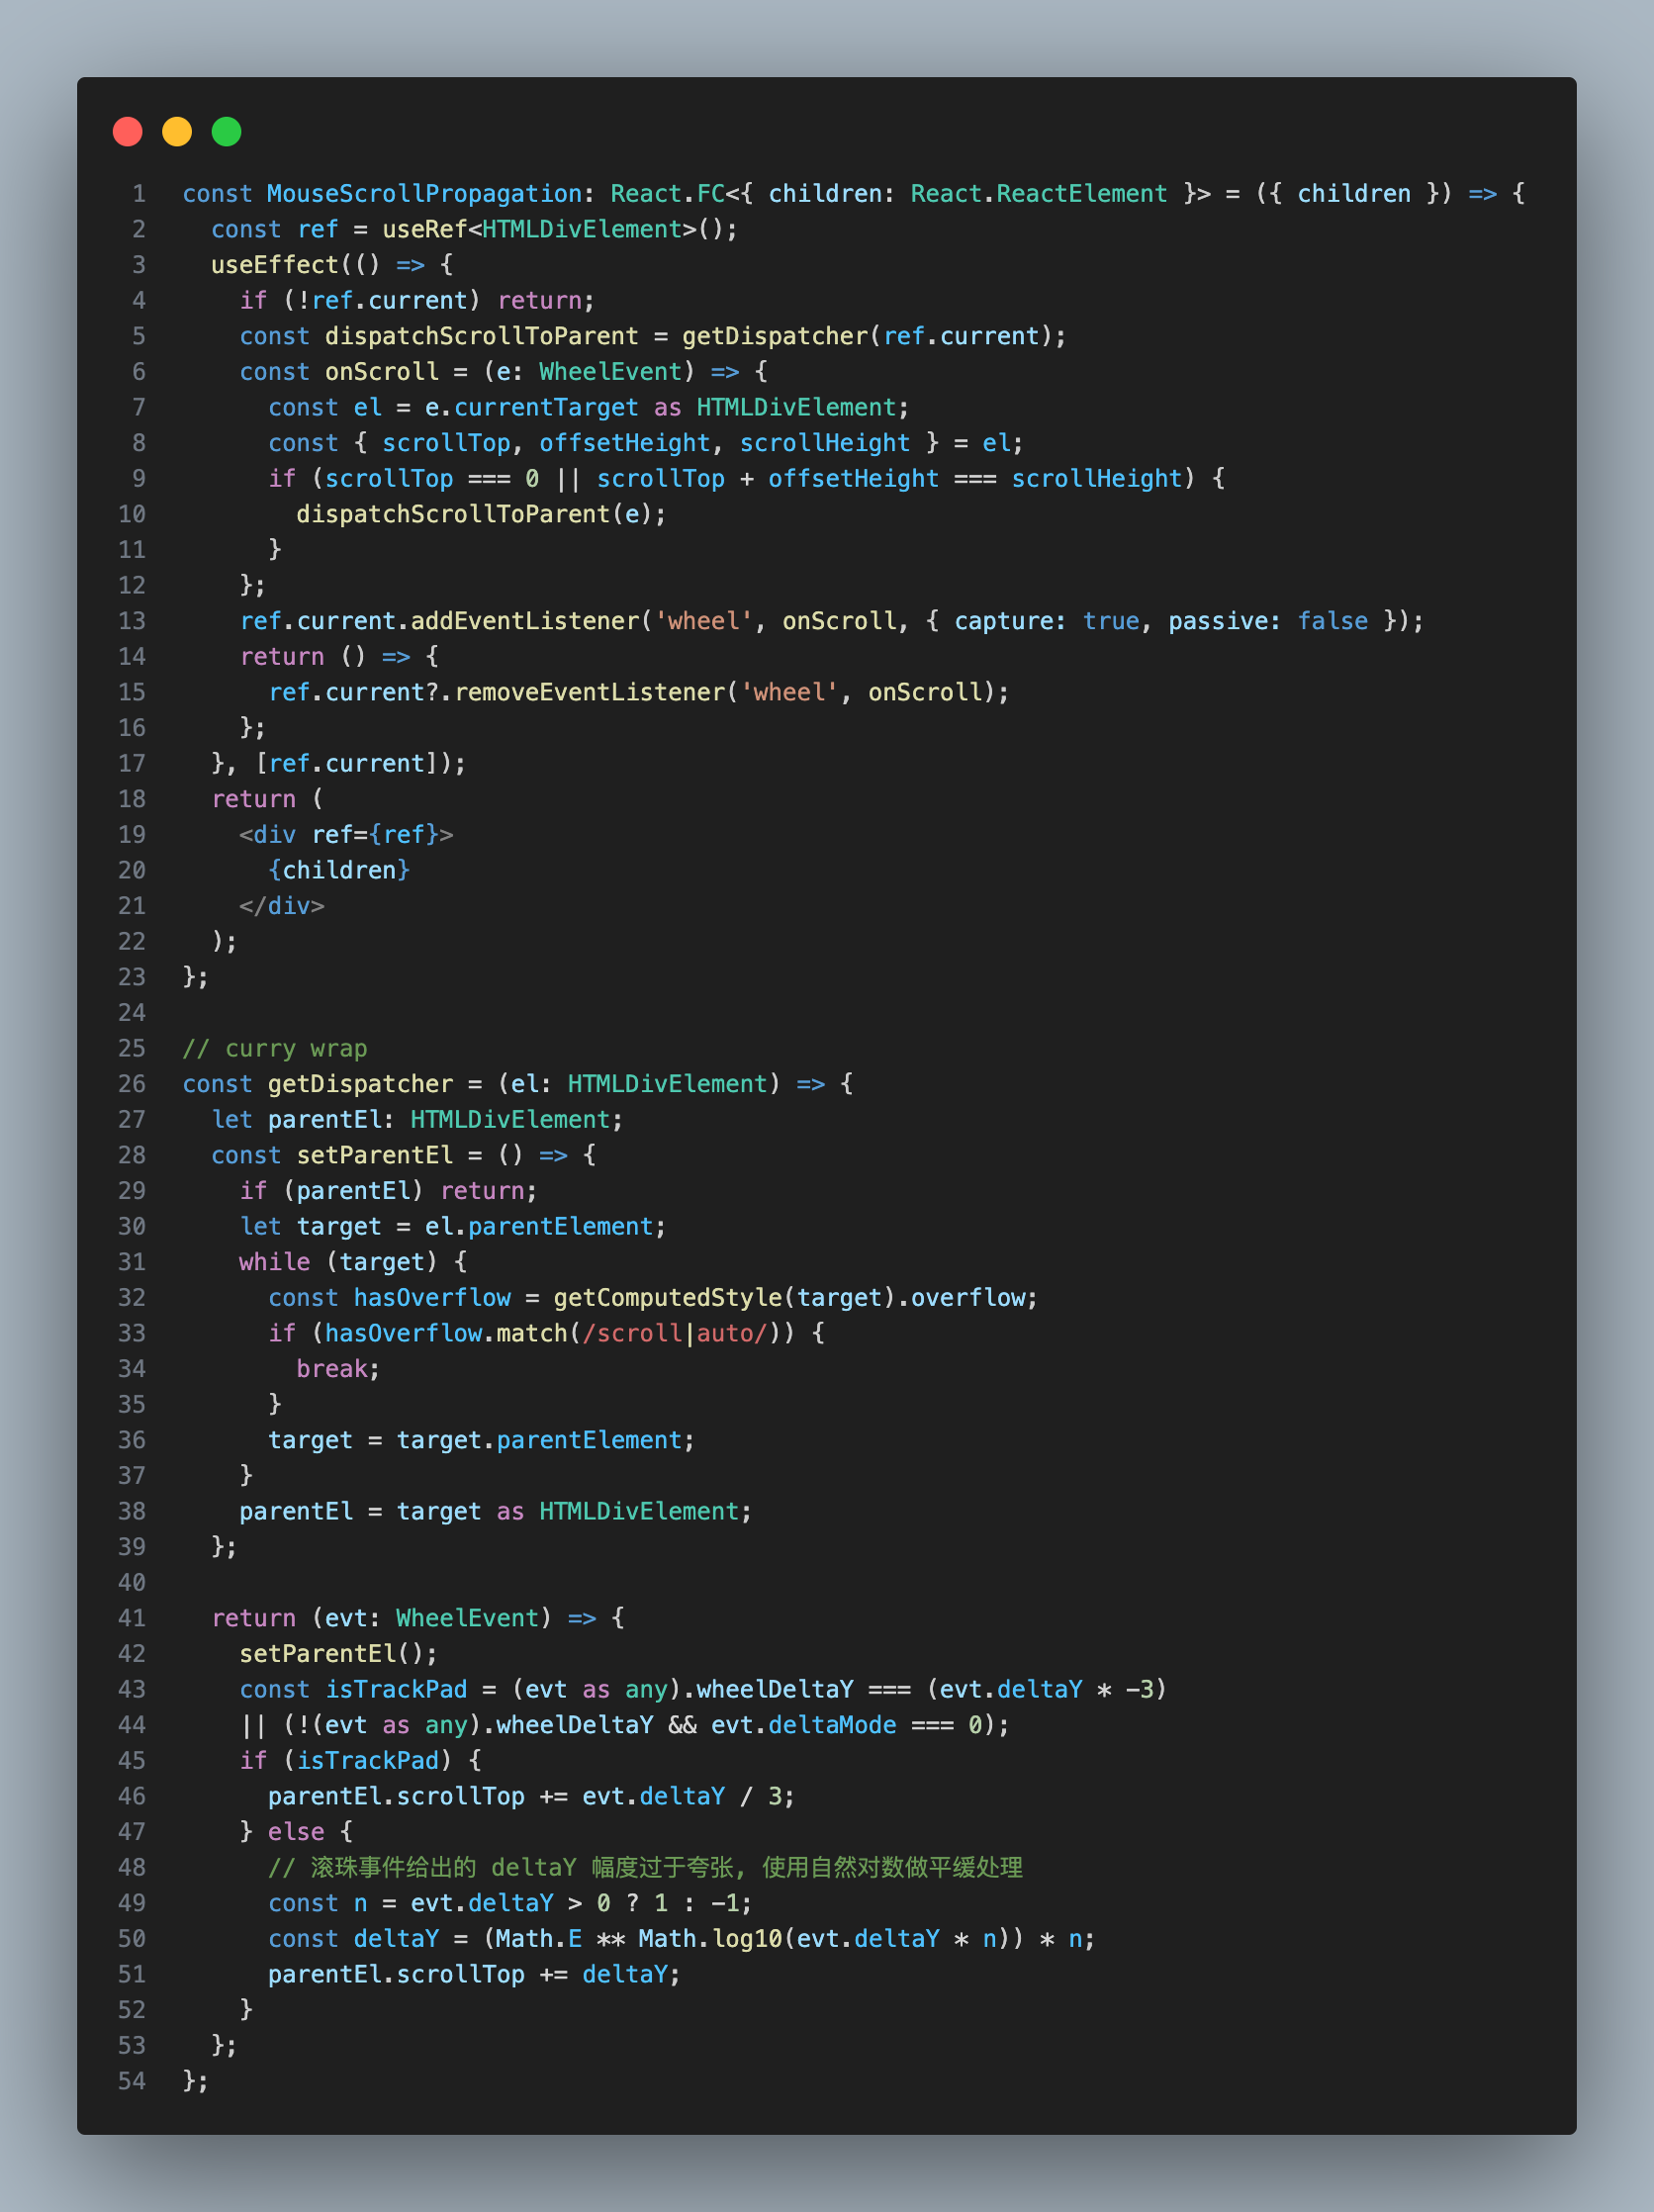 1 const MouseScrollPropagation: React.FC<{ children: React.ReactElement }> = ({ children }) => {
2   const ref = useRef<HTMLDivElement>();
3   useEffect(() => {
4     if (!ref.current) return;
5     const dispatchScrollToParent = getDispatcher(ref.current);
6     const onScroll = (e: WheelEvent) => {
7       const el = e.currentTarget as HTMLDivElement;
8       const { scrollTop, offsetHeight, scrollHeight } = el;
9       if (scrollTop === 0 || scrollTop + offsetHeight === scrollHeight) {
10         dispatchScrollToParent(e);
11       }
12     };
13     ref.current.addEventListener('wheel', onScroll, { capture: true, passive: false });
14     return () => {
15       ref.current?.removeEventListener('wheel', onScroll);
16     };
17   }, [ref.current]);
18   return (
19     <div ref={ref}>
20       {children}
21     </div>
22   );
23 };
24
25 // curry wrap
26 const getDispatcher = (el: HTMLDivElement) => {
27   let parentEl: HTMLDivElement;
28   const setParentEl = () => {
29     if (parentEl) return;
30     let target = el.parentElement;
31     while (target) {
32       const hasOverflow = getComputedStyle(target).overflow;
33       if (hasOverflow.match(/scroll|auto/)) {
34         break;
35       }
36       target = target.parentElement;
37     }
38     parentEl = target as HTMLDivElement;
39   };
40
41   return (evt: WheelEvent) => {
42     setParentEl();
43     const isTrackPad = (evt as any).wheelDeltaY === (evt.deltaY * -3)
44     || (!(evt as any).wheelDeltaY && evt.deltaMode === 0);
45     if (isTrackPad) {
46       parentEl.scrollTop += evt.deltaY / 3;
47     } else {
48       // 滚珠事件给出的 deltaY 幅度过于夸张, 使用自然对数做平缓处理
49       const n = evt.deltaY > 0 ? 1 : -1;
50       const deltaY = (Math.E ** Math.log10(evt.deltaY * n)) * n;
51       parentEl.scrollTop += deltaY;
52     }
53   };
54 };